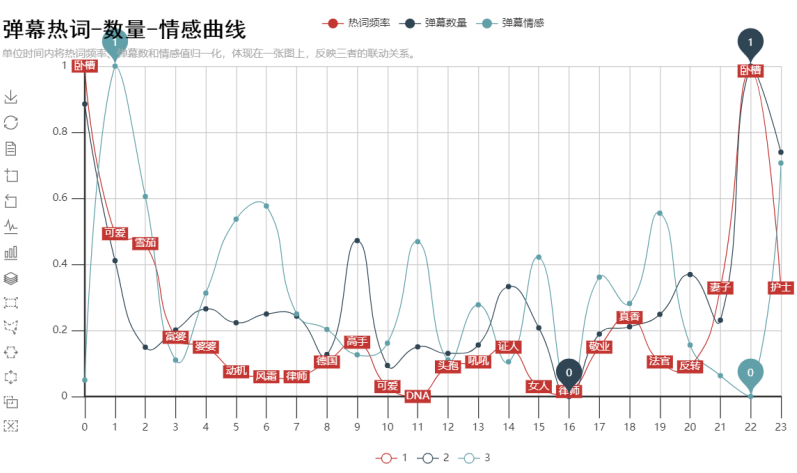 弹幕热词-数量-情感曲线
热词频率 弹幕数量 弹幕情感
单位时间内将热词频率、弹幕数和情感值归一化，体现在一张图上，反映三者的联动关系。
1 1
1 卧槽 卧槽
0.8
0.6
可爱 雪茄
0.4
妻子 护士
真香
0.2
富婆 婆婆 高手 证人 敬业
动机 风霜 律师 德国 头孢 吼吼 法官 反转
0 0
可爱 女人 律师
0 DNA
0 1 2 3 4 5 6 7 8 9 10 11 12 13 14 15 16 17 18 19 20 21 22 23
1 2 3